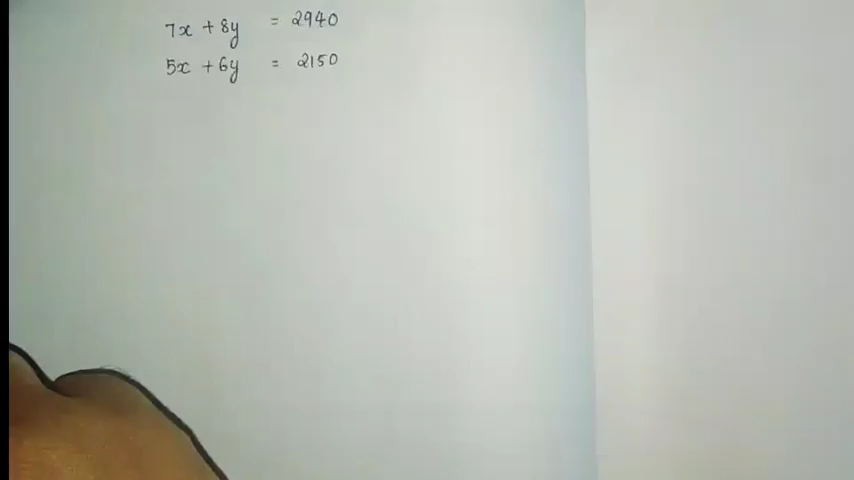 7x + 8y = 2940
5x + 6y = 2150